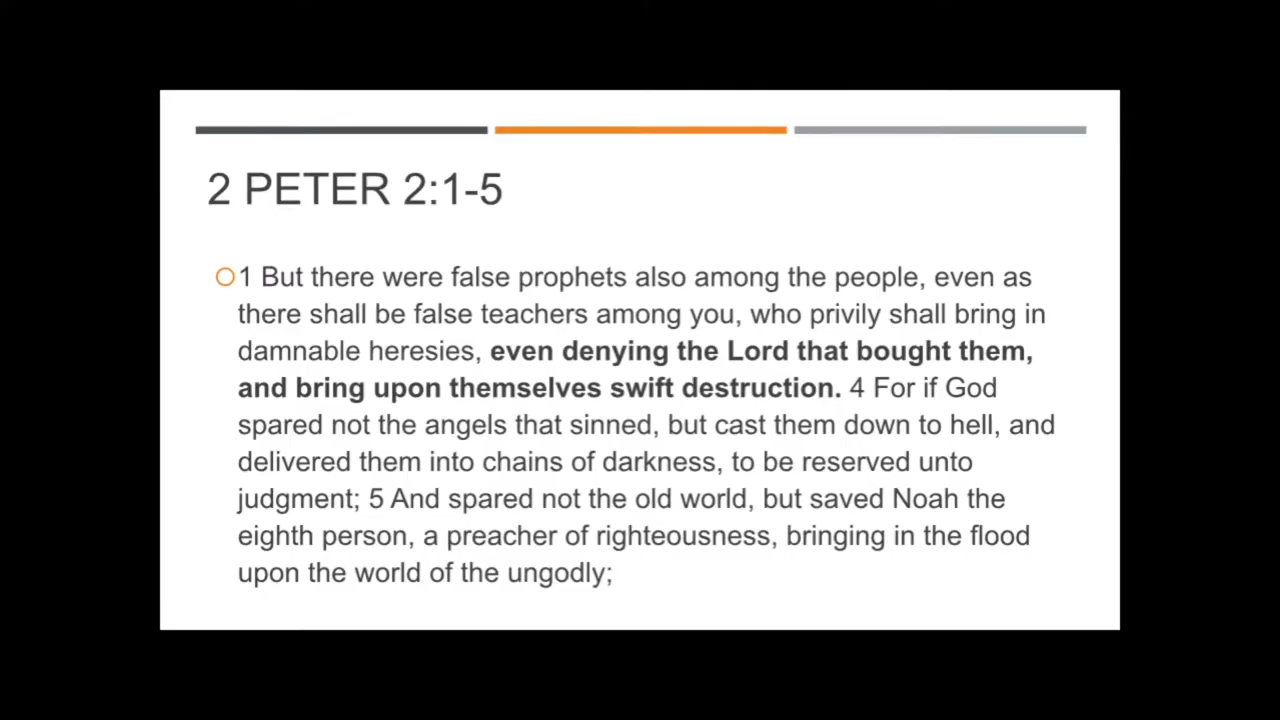 2 PETER 2:1-5
1 But there were false prophets also among the people, even as
there shall be false teachers among you, who privily shall bring in
damnable heresies, even denying the Lord that bought them,
and bring upon themselves swift destruction. 4 For if God
spared not the angels that sinned, but cast them down to hell, and
delivered them into chains of darkness, to be reserved unto
judgment; 5 And spared not the old world, but saved Noah the
eighth person, a preacher of righteousness, bringing in the flood
upon the world of the ungodly;